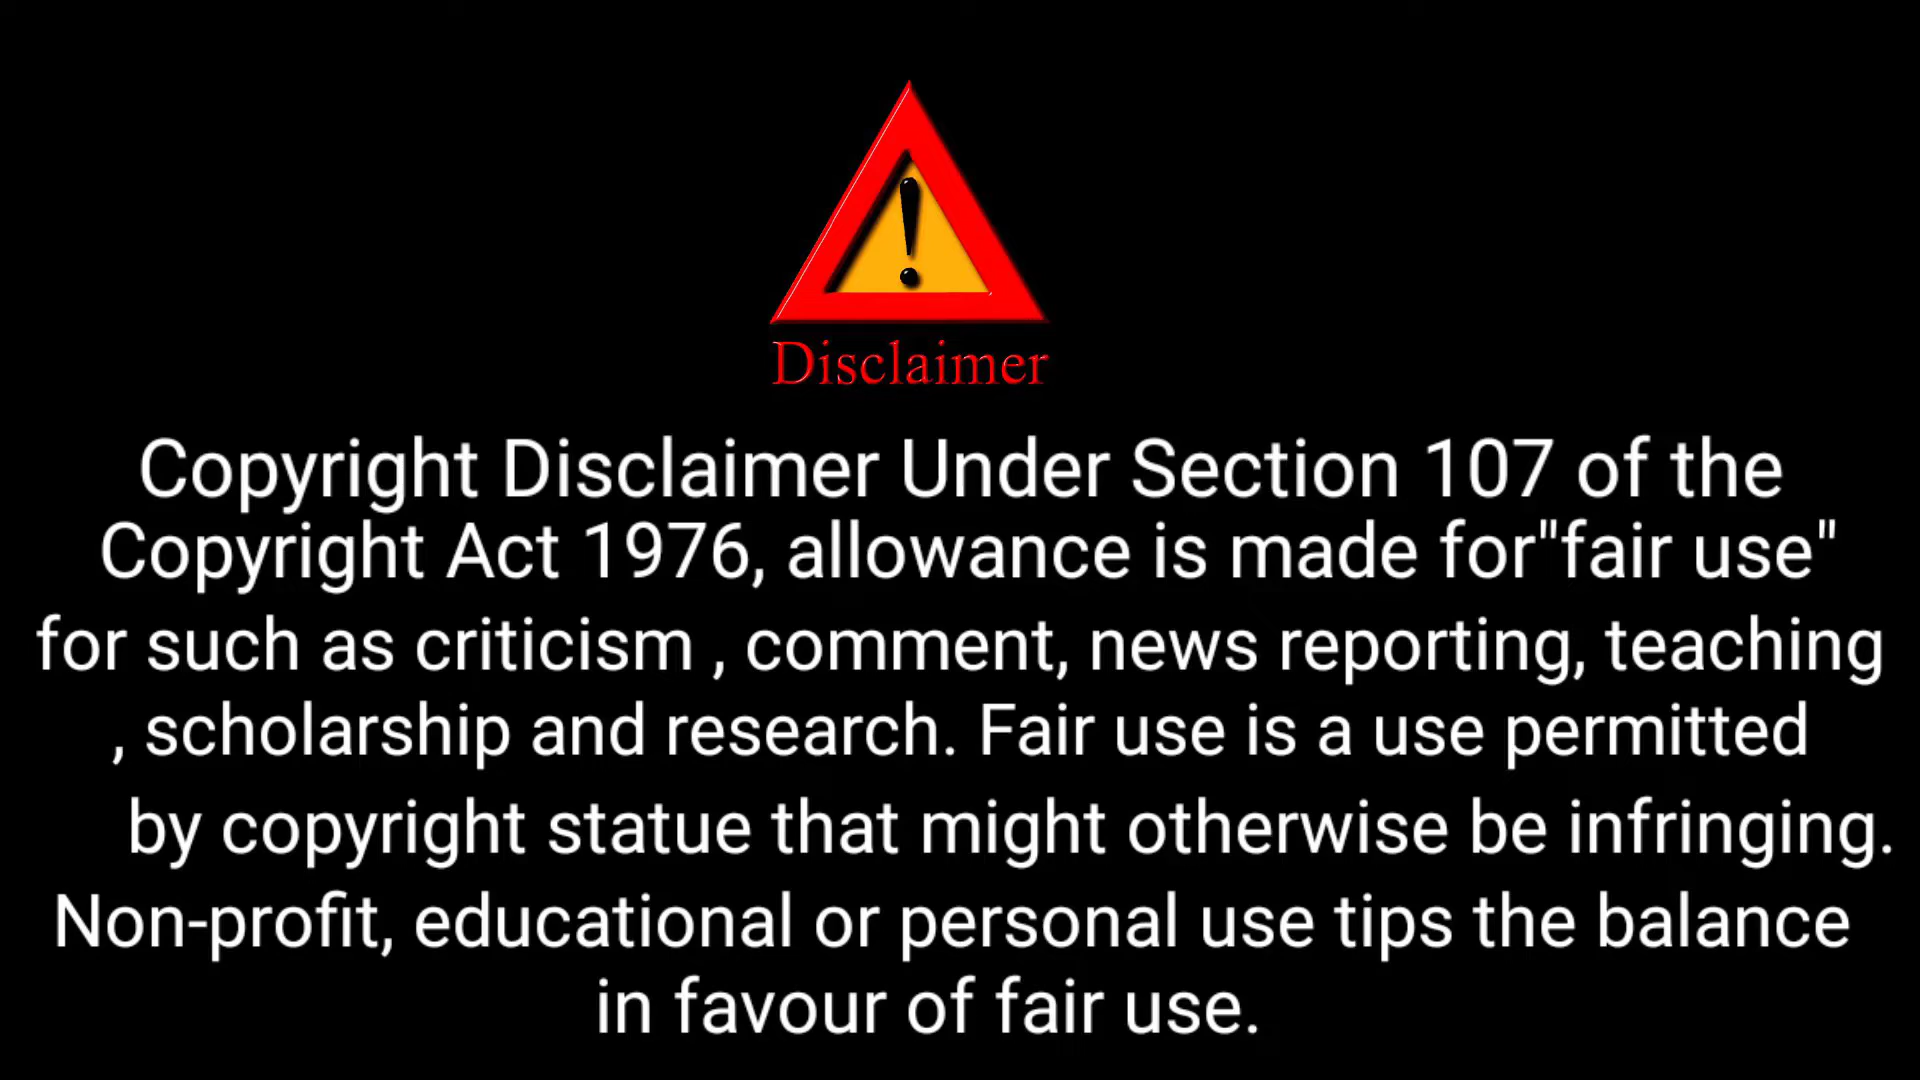 !
Disclaimer
Copyright Disclaimer Under Section 107 of the
Copyright Act 1976, allowance is made for"fair use"
for such as criticism , comment, news reporting, teaching
, scholarship and research. Fair use is a use permitted
by copyright statue that might otherwise be infringing.
Non-profit, educational or personal use tips the balance
in favour of fair use.